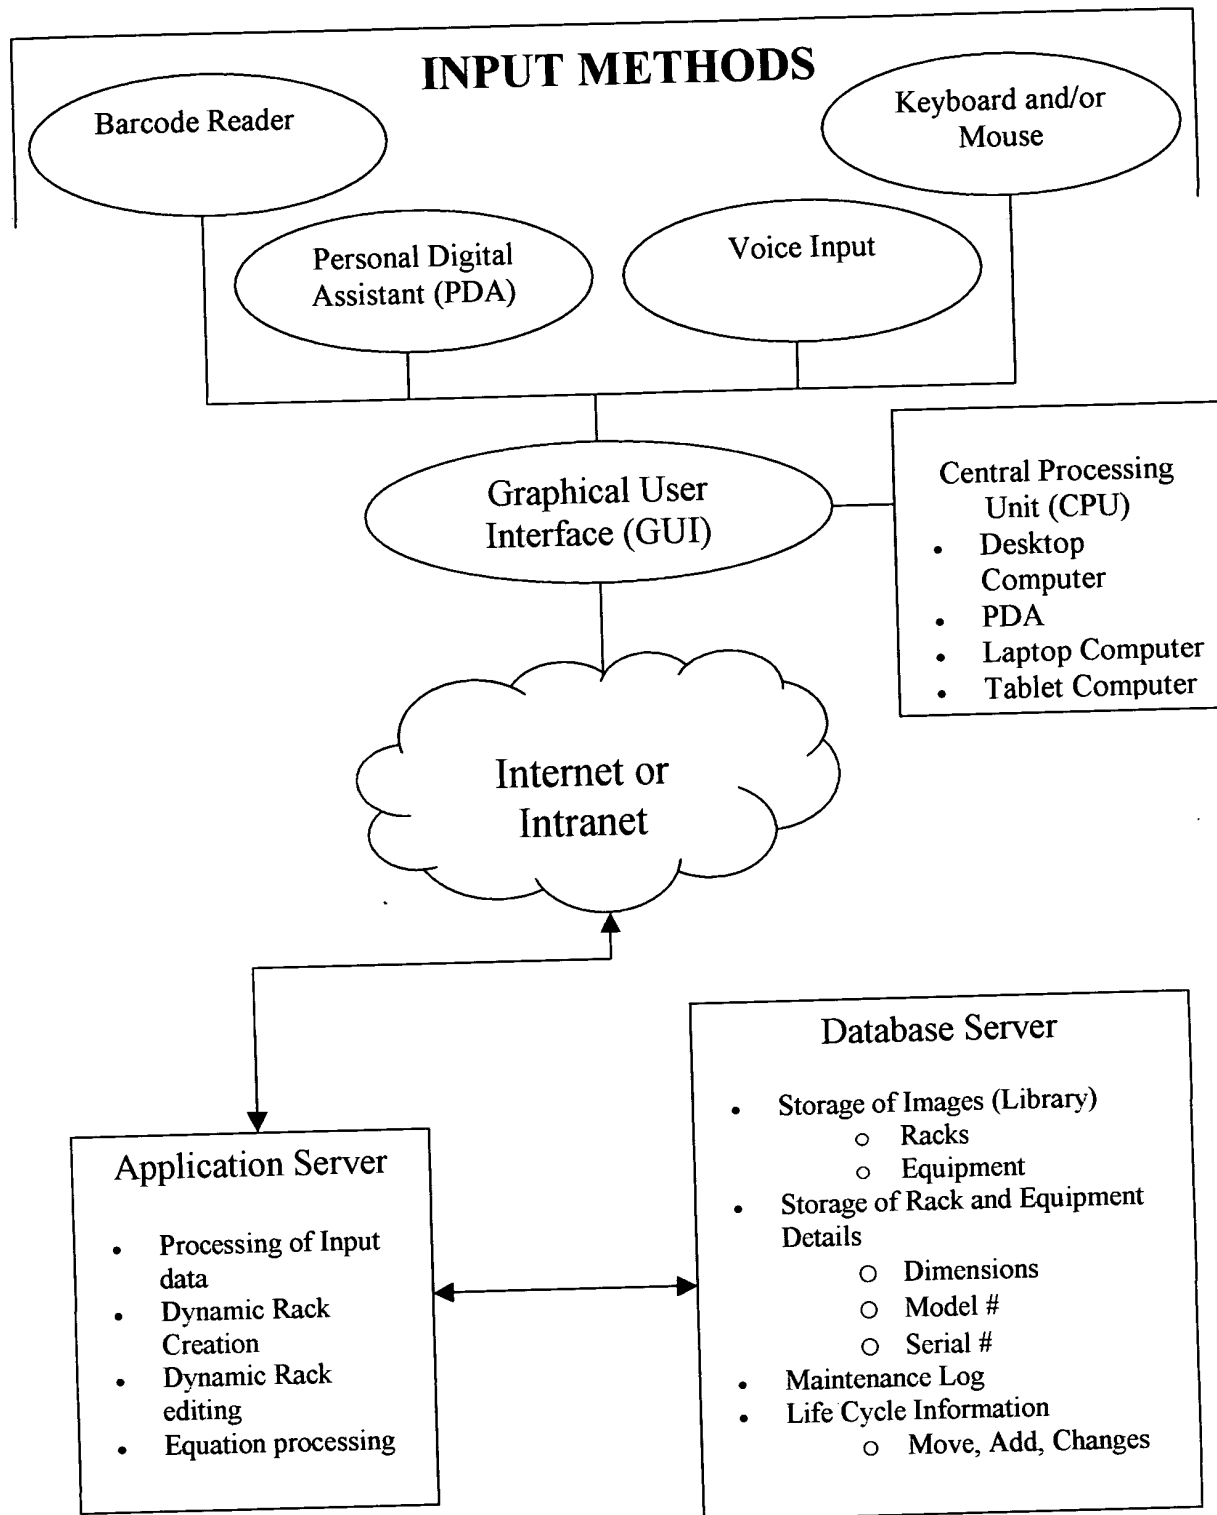 INPUT METHODS
Barcode Reader
Keyboard and/or
Mouse
Personal Digital
Assistant (PDA)
Voice Input
Graphical User
Interface (GUI)
Central Processing
Unit (CPU)
• Desktop
Computer
• PDA
• Laptop Computer
• Tablet Computer
Internet or
Intranet
Application Server
• Processing of Input
data
• Dynamic Rack
Creation
• Dynamic Rack
editing
• Equation processing
Database Server
• Storage of Images (Library)
o Racks
o Equipment
• Storage of Rack and Equipment
Details
o Dimensions
o Model #
o Serial #
• Maintenance Log
• Life Cycle Information
o Move, Add, Changes